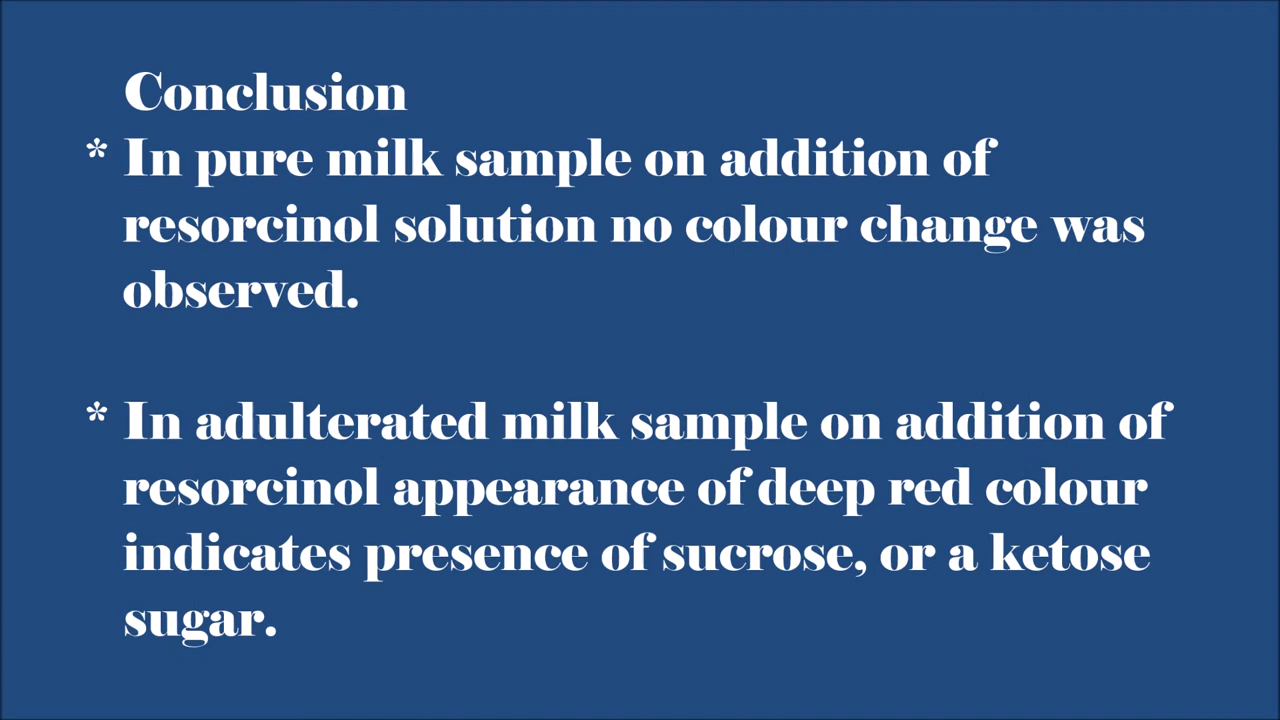 Conclusion
* In pure milk sample on addition of
resorcinol solution no colour change was
observed.
* In adulterated milk sample on addition of
resorcinol appearance of deep red colour
indicates presence of sucrose, or a ketose
sugar.